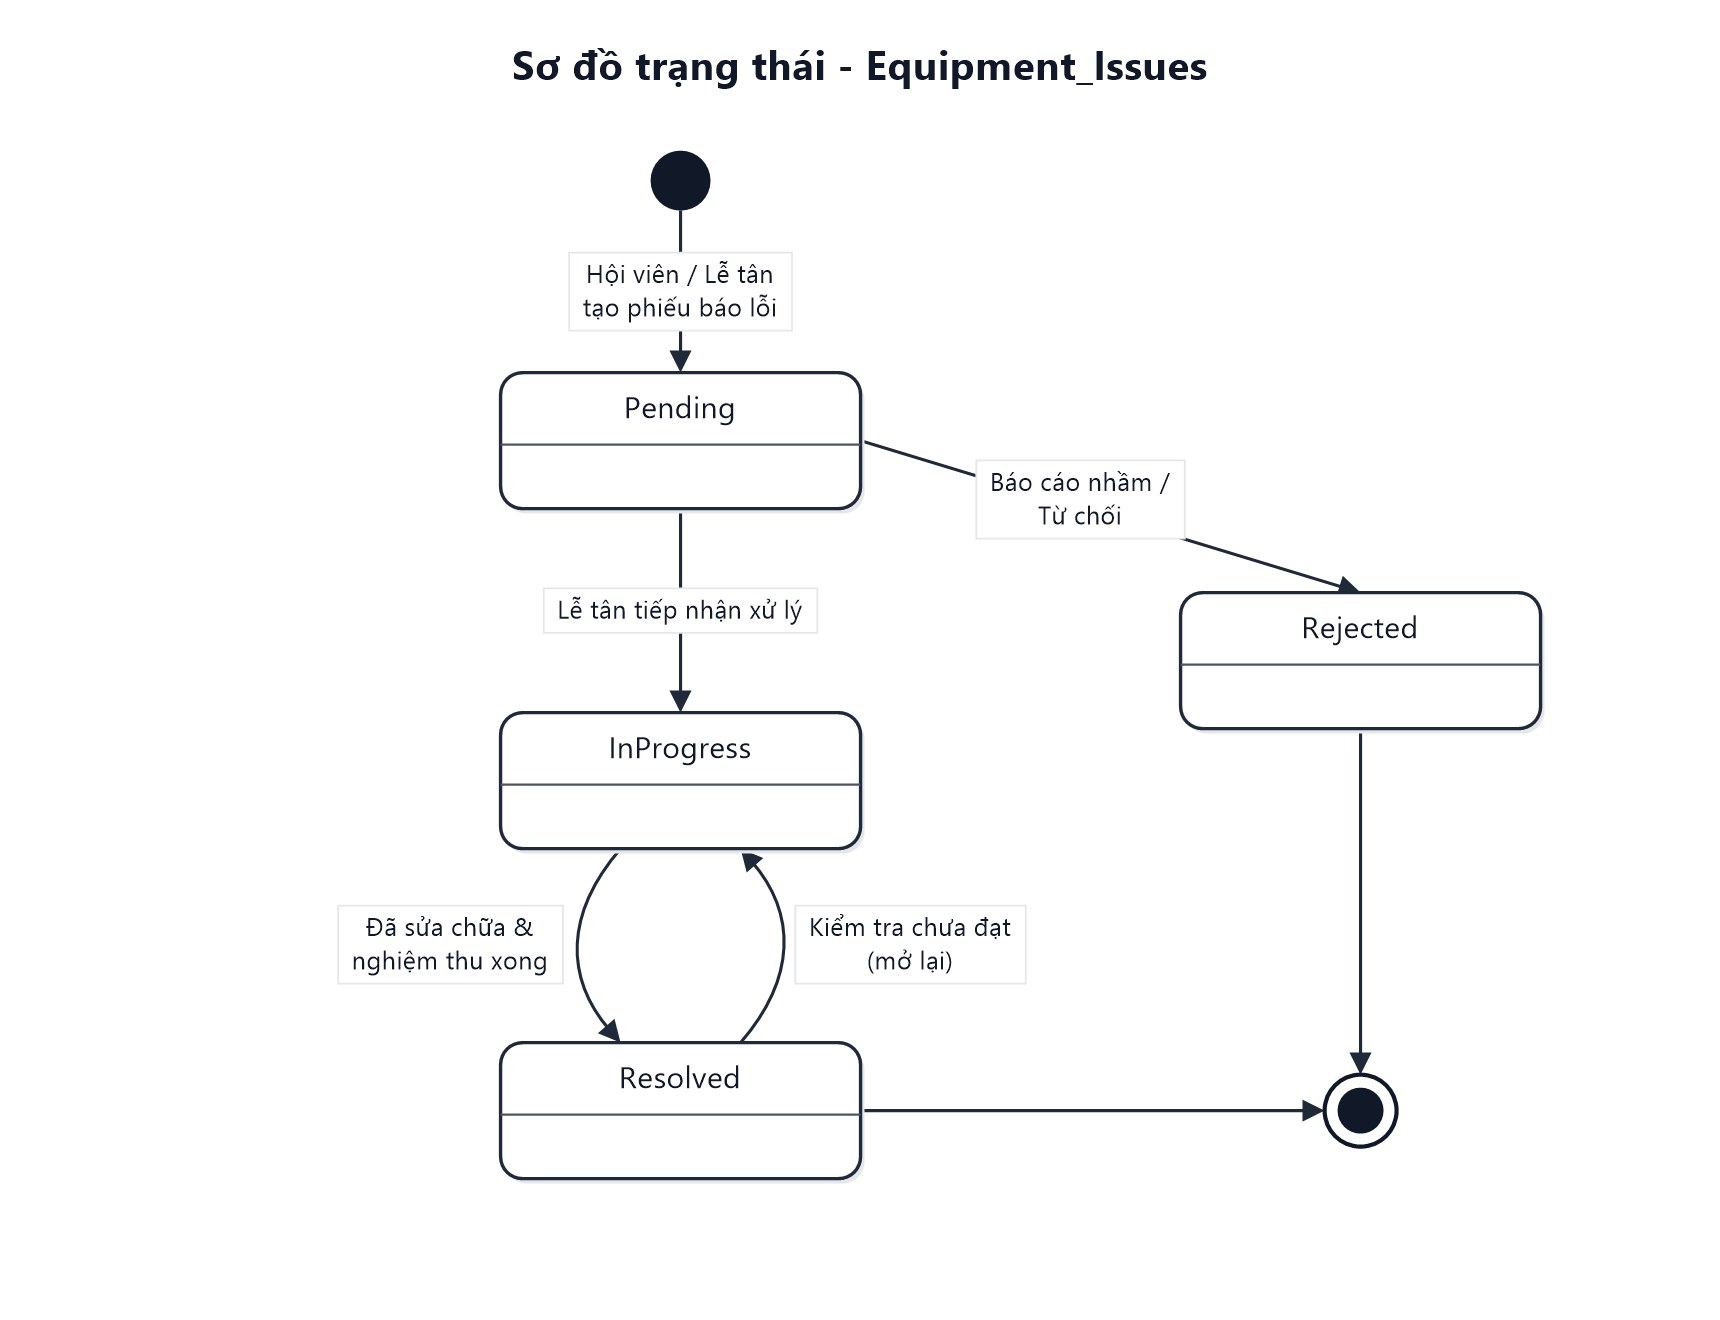 Sơ đồ trạng thái - Equipment_Issues
Hội viên / Lễ tân
tạo phiếu báo lỗi
Pending
Báo cáo nhầm /
Từ chối
Lễ tân tiếp nhận xử lý
Rejected
InProgress
Đã sửa chữa &
nghiệm thu xong
Kiểm tra chưa đạt
(mở lại)
Resolved